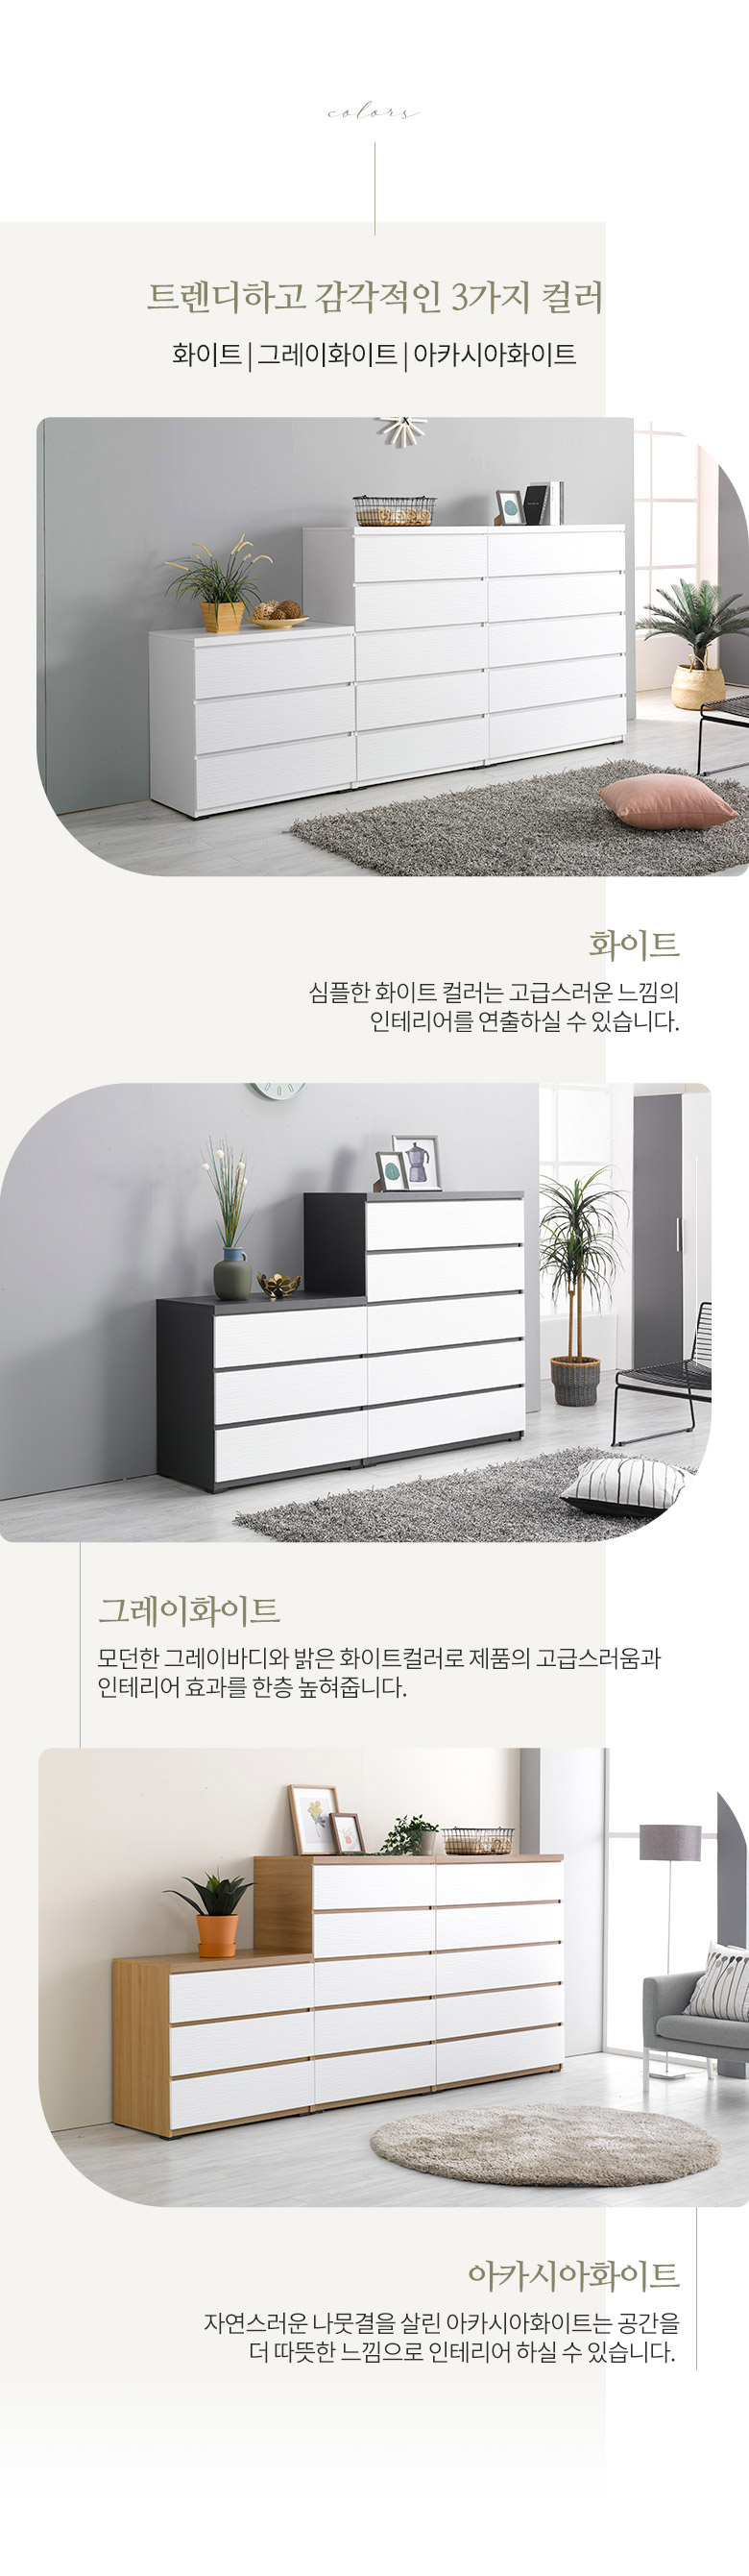 colors
트렌디하고 감각적인 3가지 컬러
화이트 | 그레이화이트 | 아카시아화이트
화이트
심플한 화이트 컬러는 고급스러운 느낌의
인테리어를 연출하실 수 있습니다.
그레이화이트
모던한 그레이바디와 밝은 화이트컬러로 제품의 고급스러움과
인테리어 효과를 한층 높혀줍니다.
아카시아화이트
자연스러운 나뭇결을 살린 아카시아화이트는 공간을
더 따뜻한 느낌으로 인테리어 하실 수 있습니다.